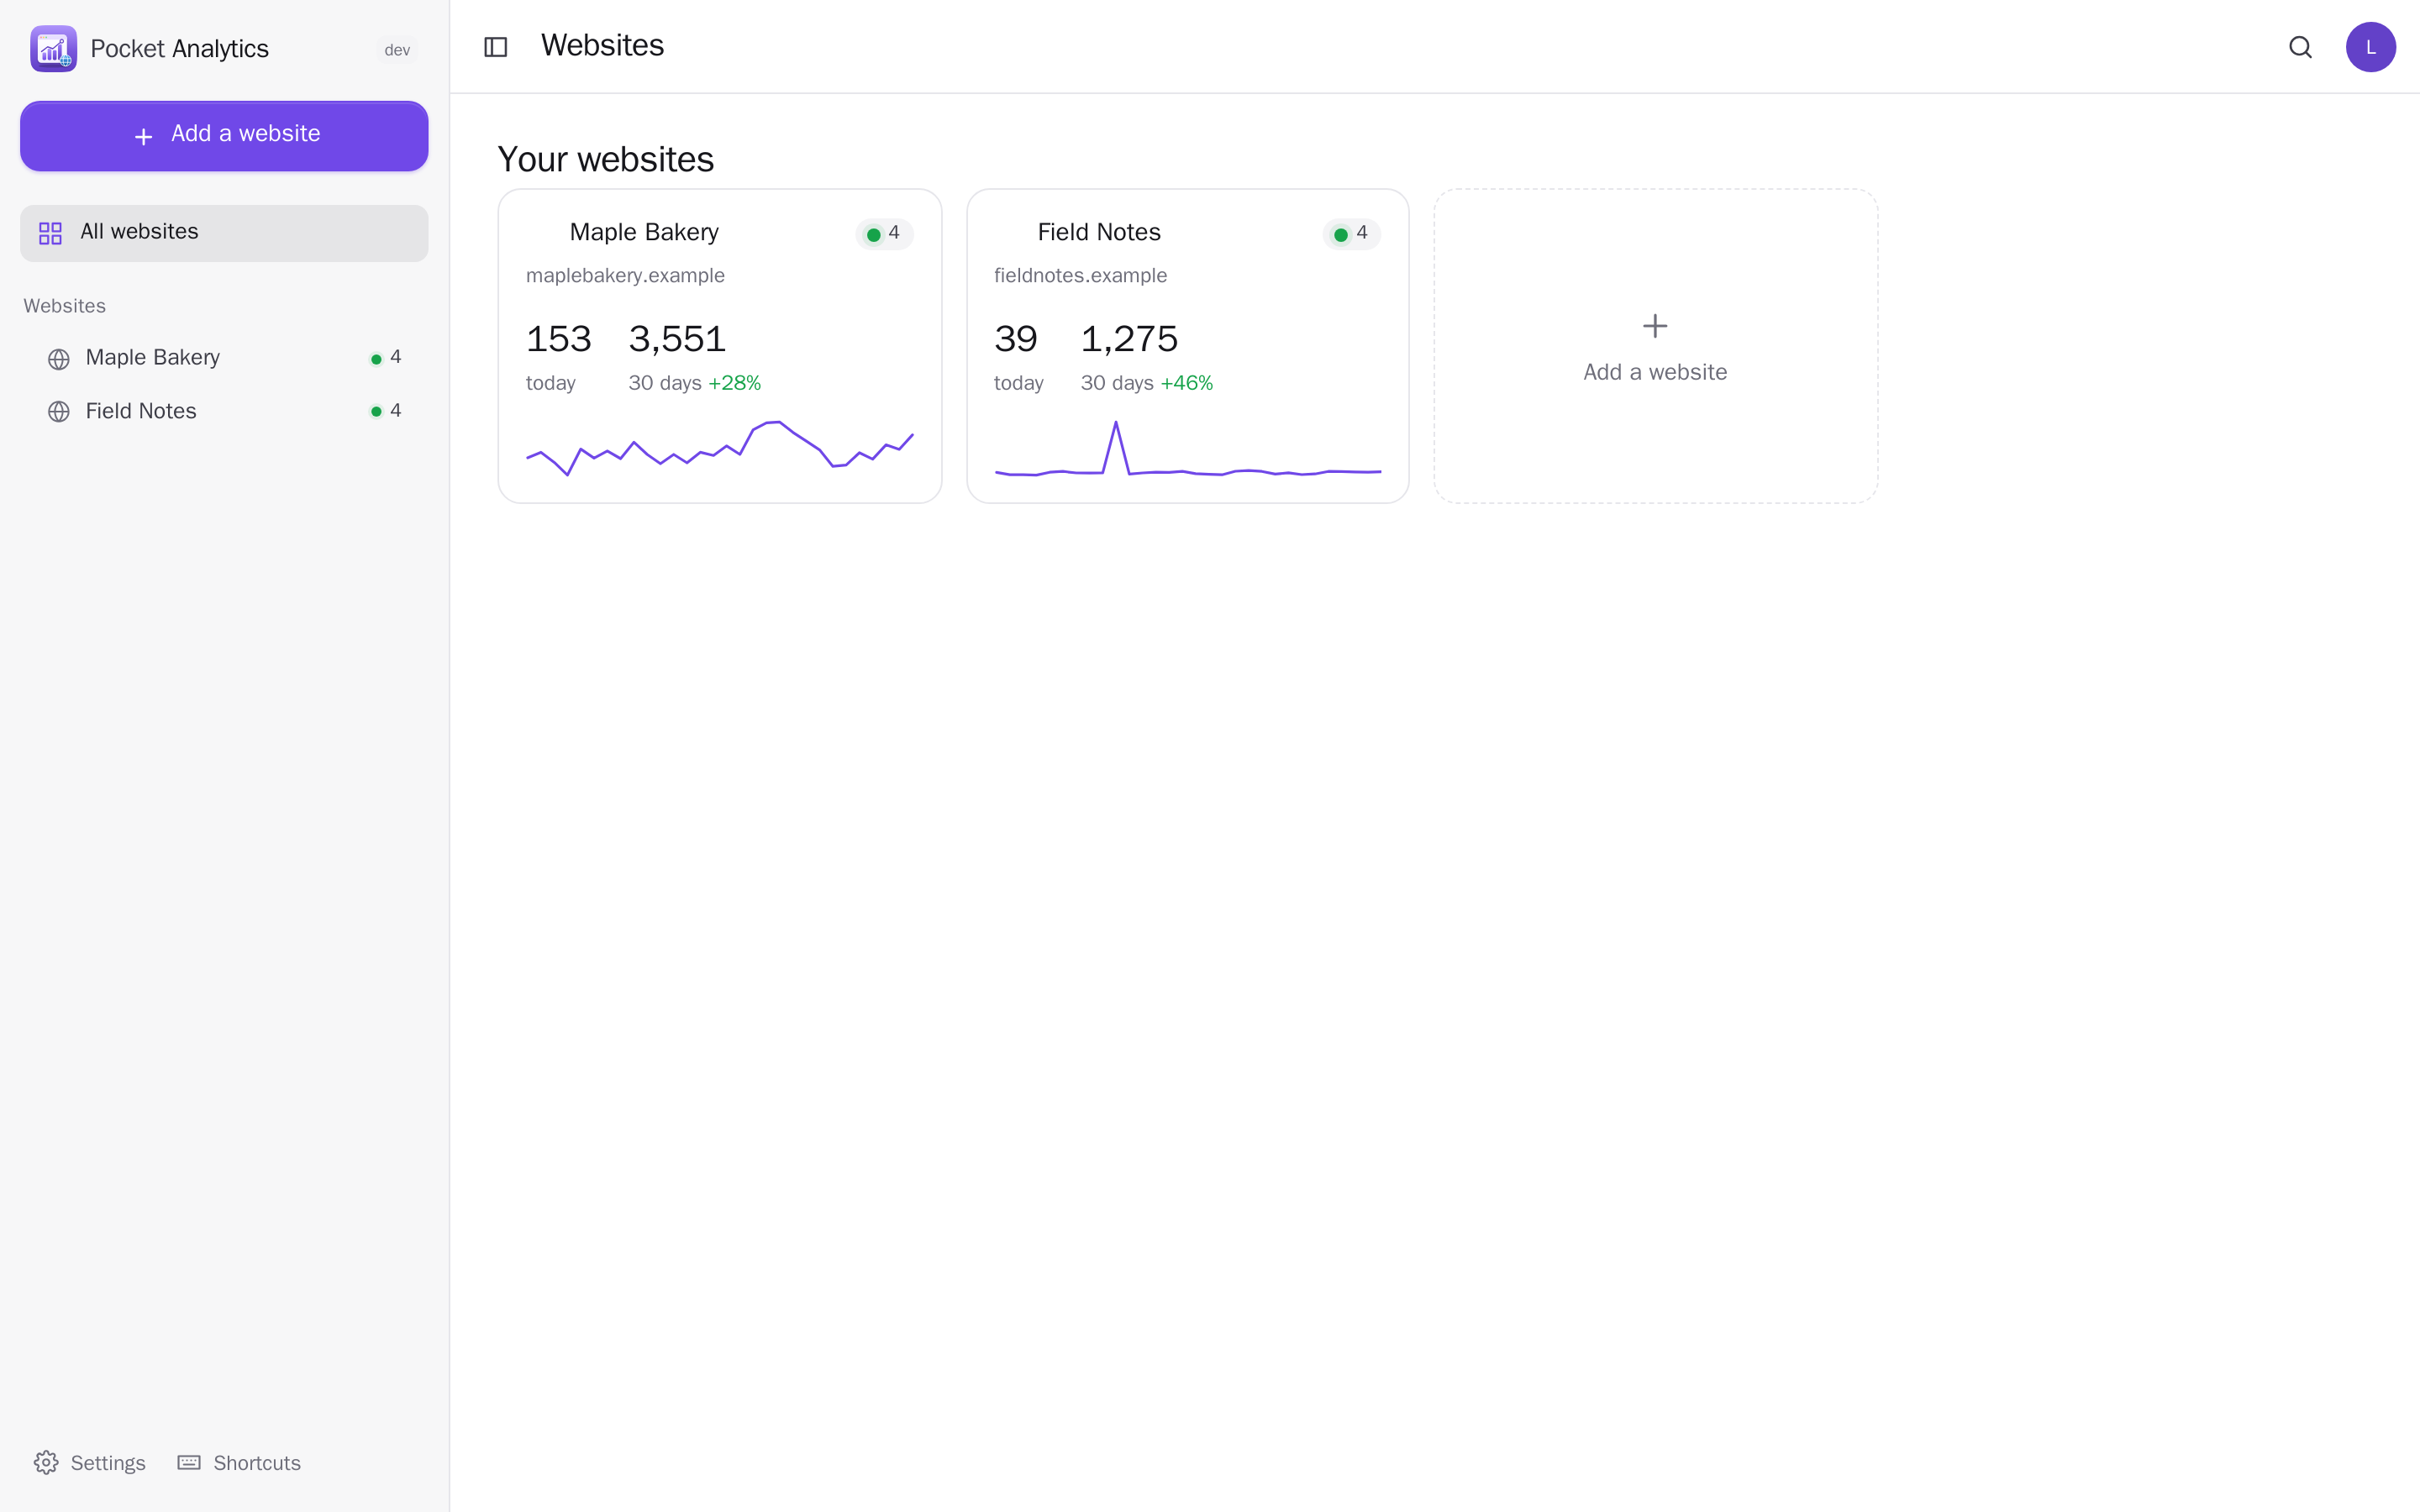 Pocket Analytics dev
Add a website
All websites
Websites
Maple Bakery 4
Field Notes 4
Settings Shortcuts
Websites
L
Your websites
Maple Bakery 4
maplebakery.example
153 3,551
today 30 days +28%
Field Notes 4
fieldnotes.example
39 1,275
today 30 days +46%
Add a website